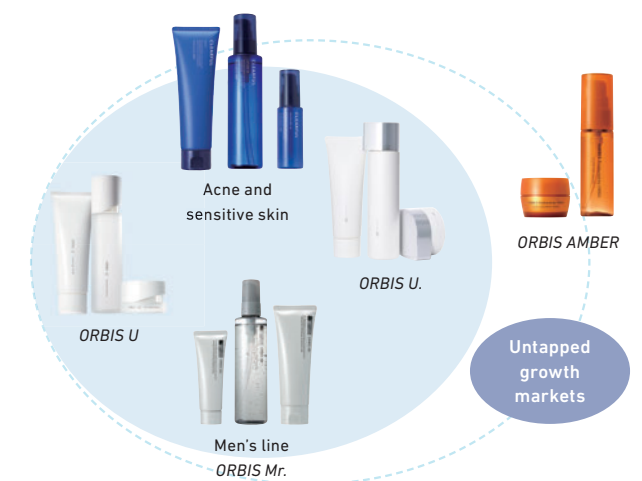 Acne and
sensitive skin
ORBIS AMBER
ORBIS U.
ORBIS U
Untapped
growth
markets
Men's line
ORBIS Mr.